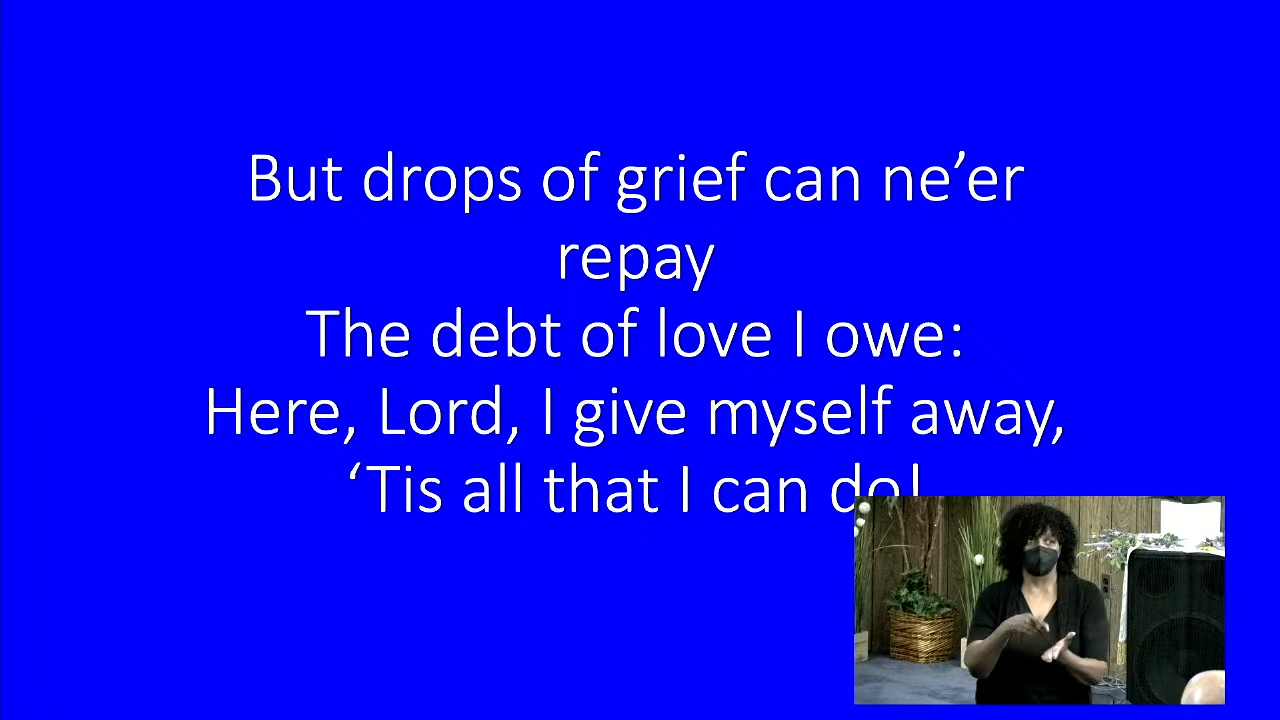 But drops of grief can ne’er
repay
The debt of love I owe:
Here, Lord, I give myself away,
‘Tis all that I can do!